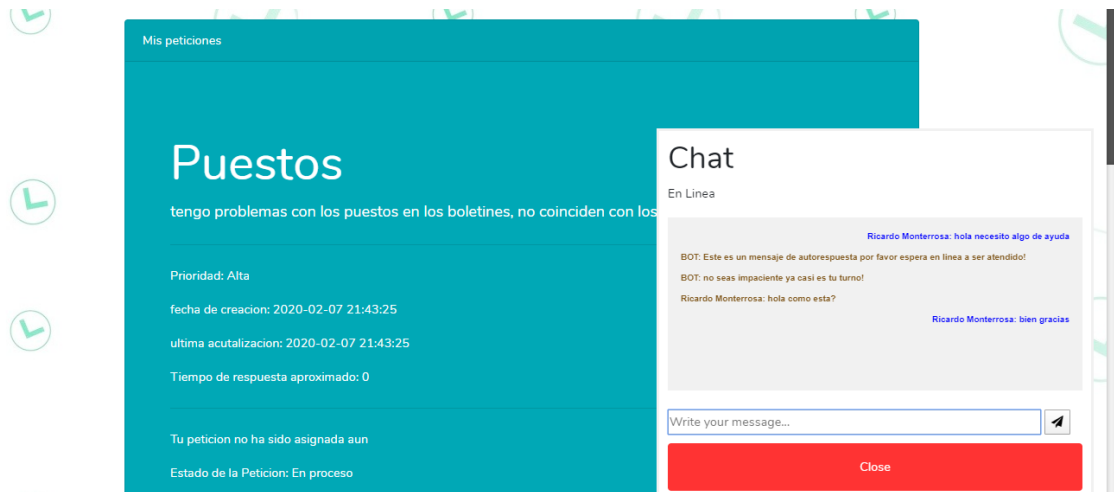 Mis peticiones
Puestos
tengo problemas con los puestos en los boletines, no coinciden con los
Prioridad: Alta
fecha de creacion: 2020-02-07 21:43:25
ultima acutalizacion: 2020-02-07 21:43:25
Tiempo de respuesta aproximado: 0
Tu peticion no ha sido asignada aun
Estado de la Peticion: En proceso
Chat
En Linea
Ricardo Monterrosa: hola necesito algo de ayuda
BOT: Este es un mensaje de autorespuesta por favor espera en linea a ser atendido!
BOT: no seas impaciente ya casi es tu turno!
Ricardo Monterrosa: hola como esta?
Ricardo Monterrosa: bien gracias
Write your message...
Close